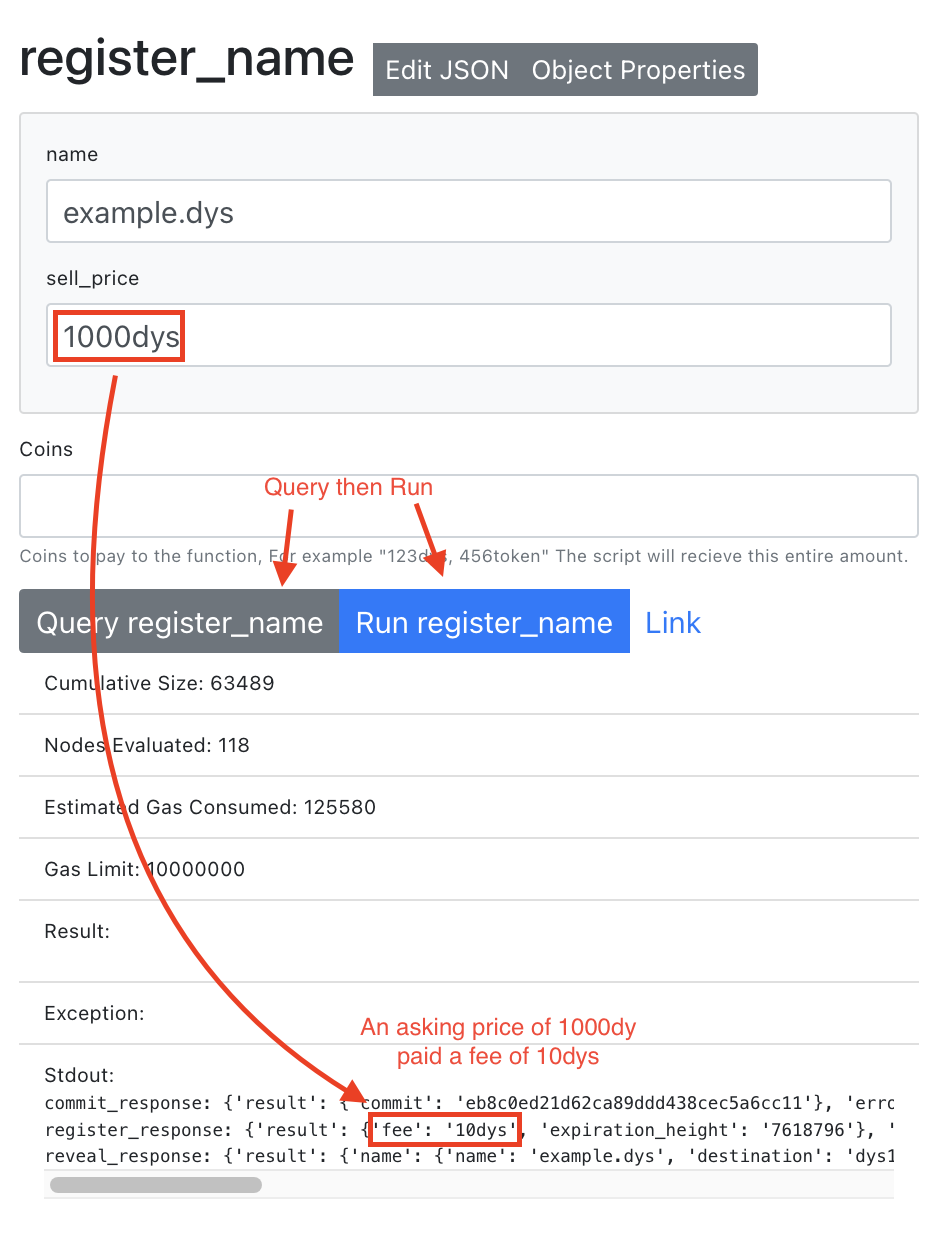 register_name
Edit JSON Object Properties
name
example.dys
sell_price
1000dys
Coins
Query then Run
Coins to pay to the function, For example "123dys, 456token" The script will recieve this entire amount.
Query register_name Run register_name Link
Cumulative Size: 63489
Nodes Evaluated: 118
Estimated Gas Consumed: 125580
Gas Limit: 10000000
Result:
Exception:
An asking price of 1000dy
paid a fee of 10dys
Stdout:
commit_response: {'result': {'commit': 'eb8c0ed21d62ca89ddd438cec5a6cc11'}, 'erro
register_response: {'result': {'fee': '10dys', 'expiration_height': '7618796'}, '
reveal_response: {'result': {'name': {'name': 'example.dys', 'destination': 'dys1